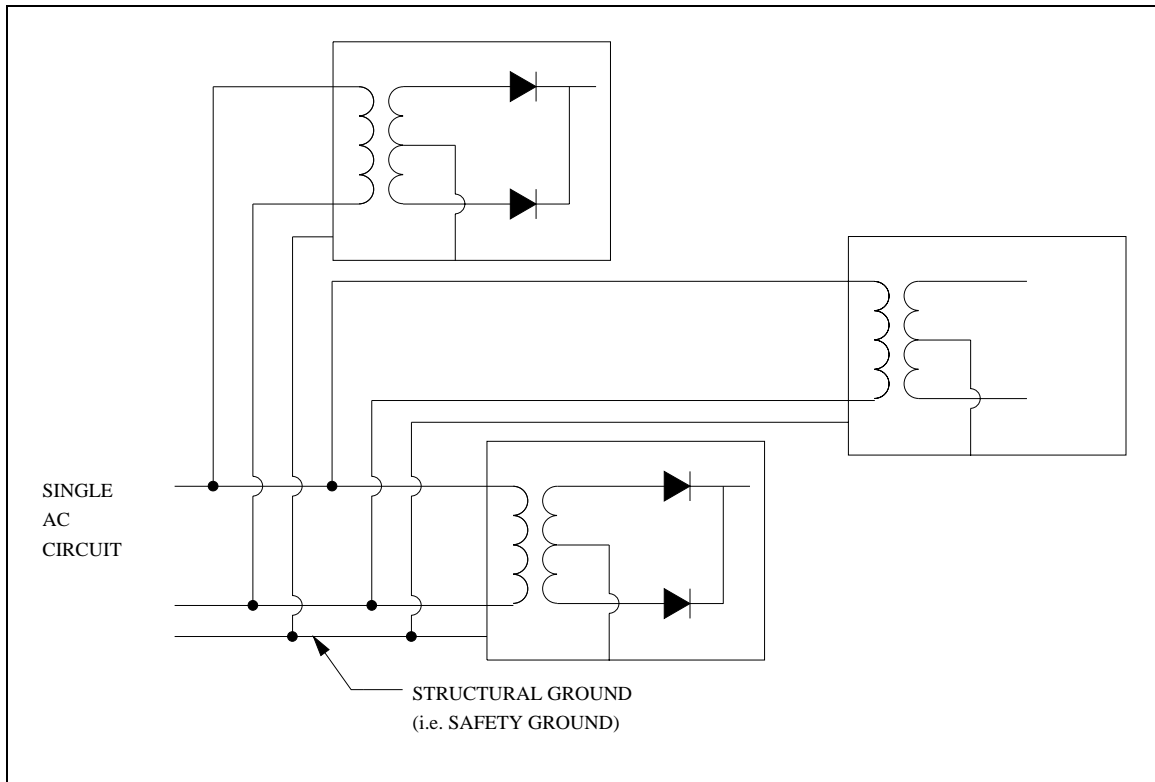 SINGLE
AC
CIRCUIT
STRUCTURAL GROUND
(i.e. SAFETY GROUND)